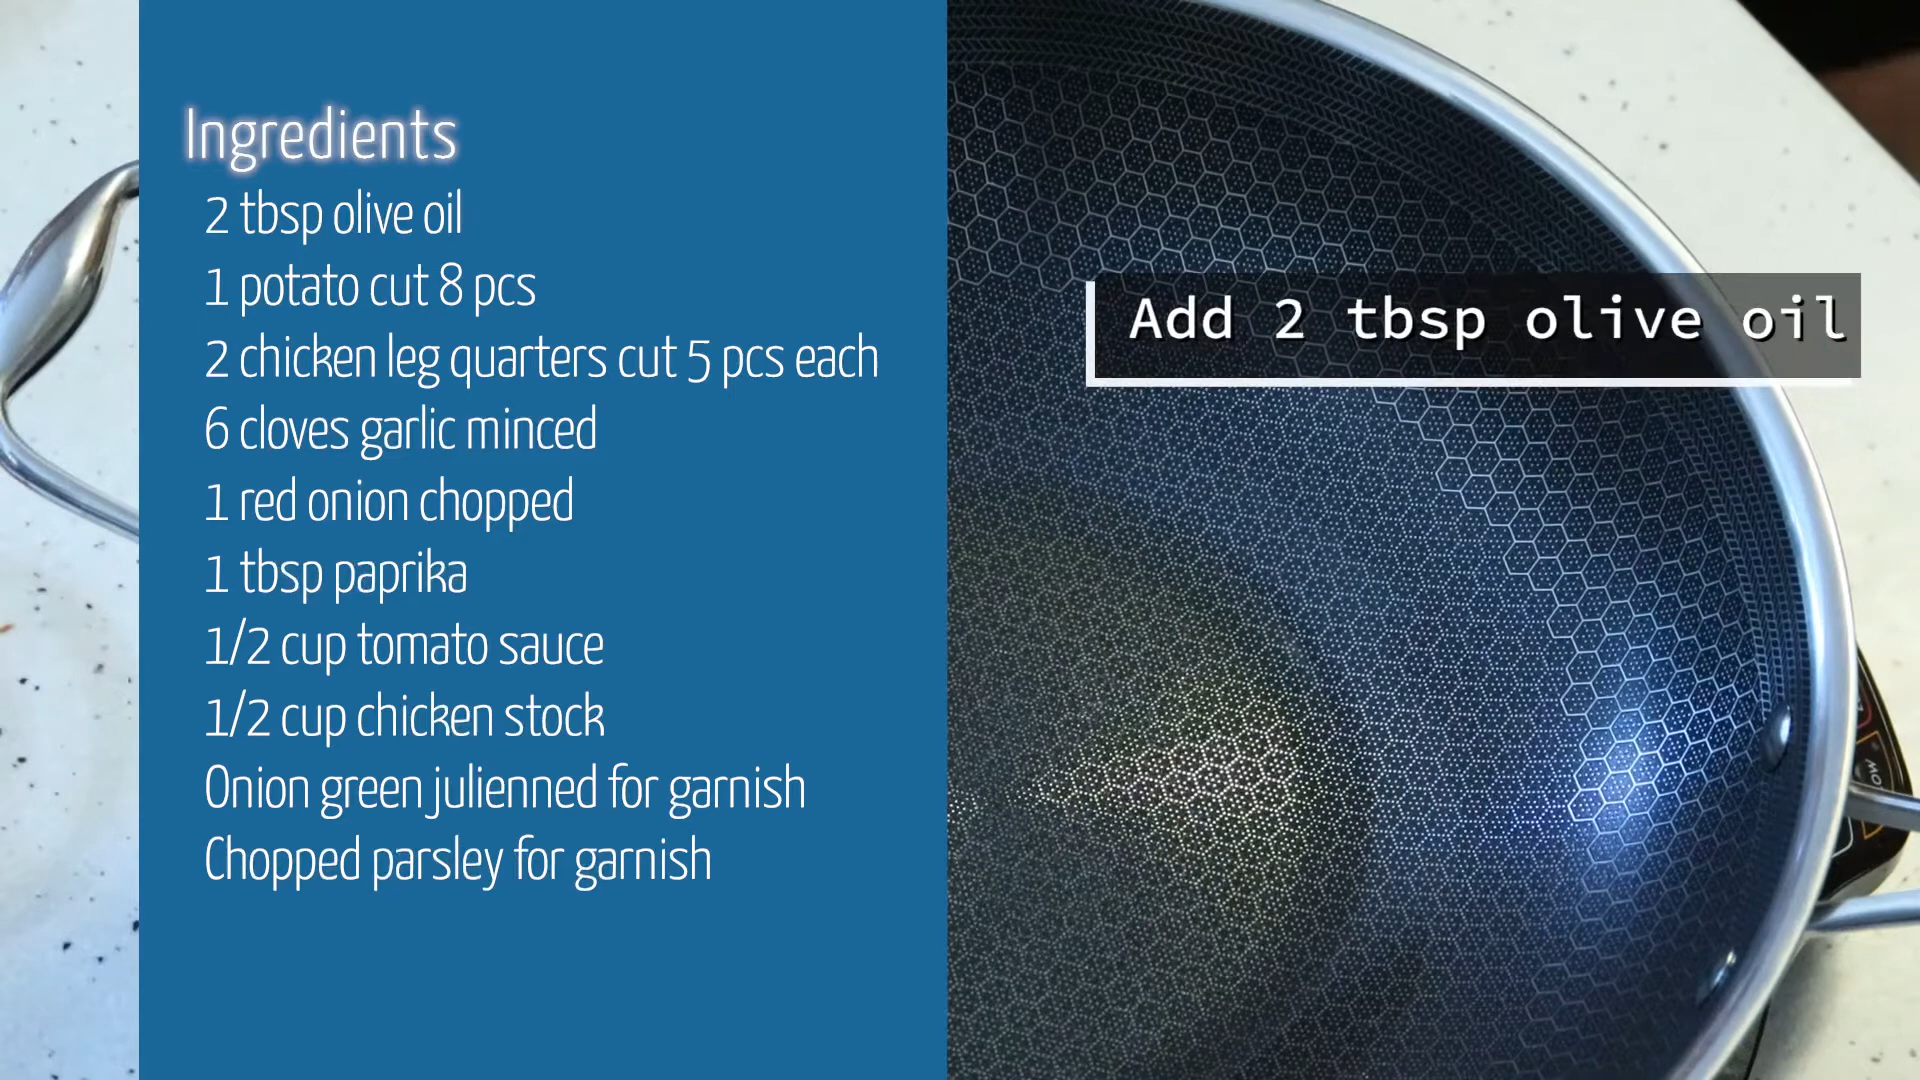 Ingredients
2 tbsp olive oil
1 potato cut 8 pcs
2 chicken leg quarters cut 5 pcs each
6 cloves garlic minced
1 red onion chopped
1 tbsp paprika
1/2 cup tomato sauce
1/2 cup chicken stock
Onion green julienned for garnish
Chopped parsley for garnish
Add 2 tbsp olive oil